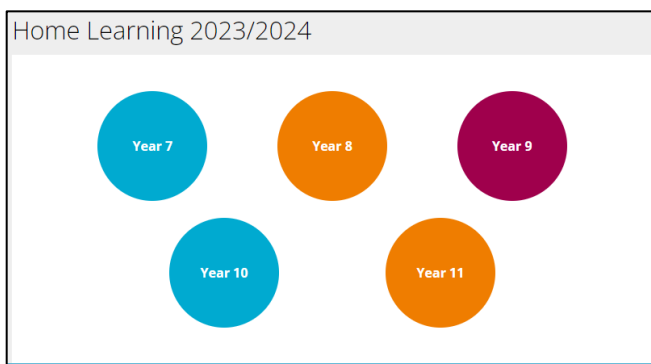 Home Learning 2023/2024
Year 7
Year 8
Year 9
Year 10
Year 11